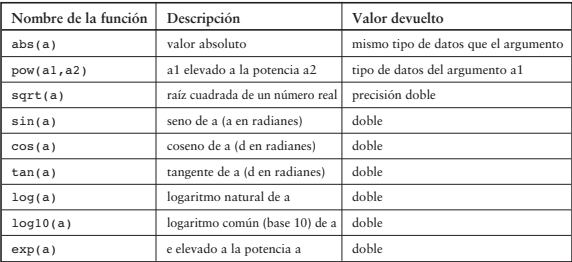 Nombre de la función Descripción Valor devuelto
abs(a) valor absoluto mismo tipo de datos que el argumento
pow(a1,a2) a1 elevado a la potencia a2 tipo de datos del argumento a1
sqrt(a) raíz cuadrada de un número real precisión doble
sin(a) seno de a (a en radianes) doble
cos(a) coseno de a (d en radianes) doble
tan(a) tangente de a (d en radianes) doble
log(a) logaritmo natural de a doble
log10(a) logaritmo común (base 10) de a doble
exp(a) e elevado a la potencia a doble